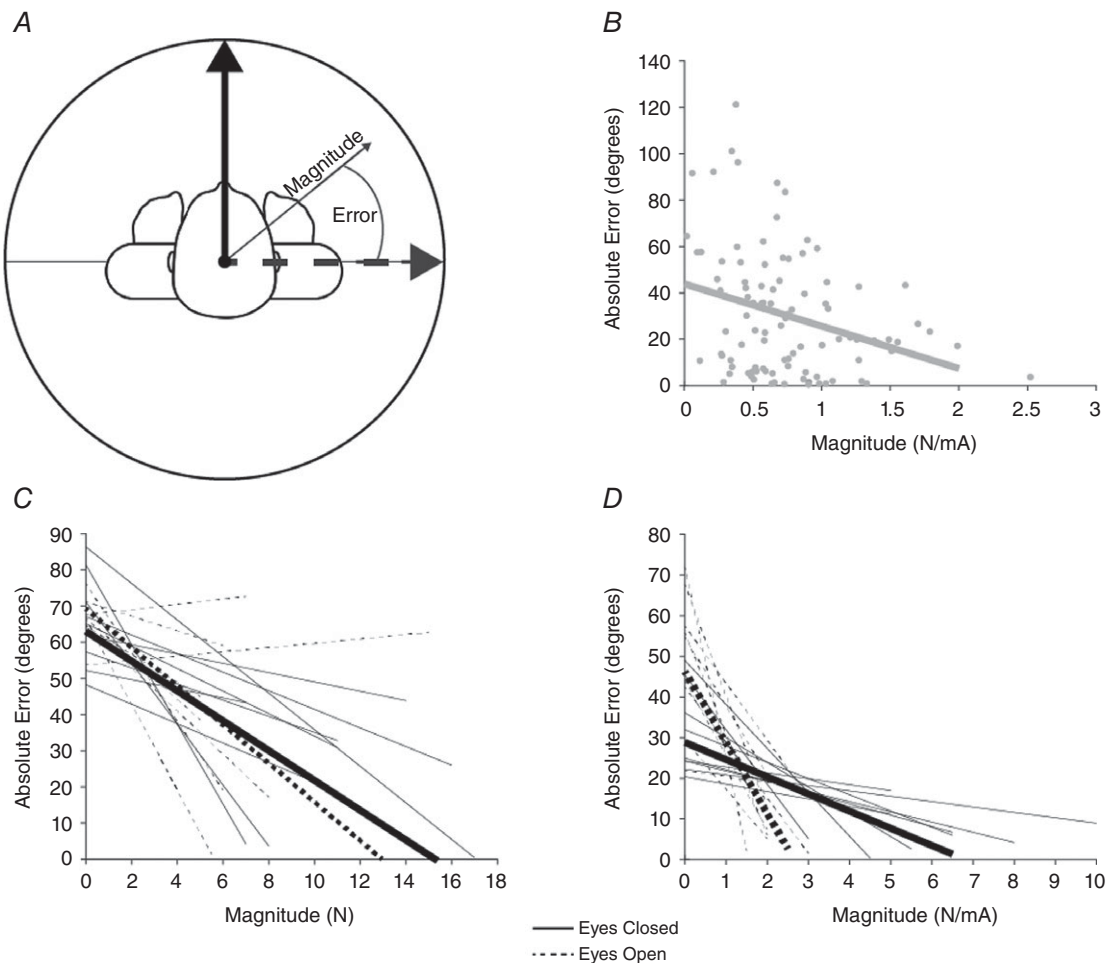 A
Magnitude
Error
B
Absolute Error (degrees)
140
120
100
80
60
40
20
0
0 0.5 1 1.5 2 2.5 3
Magnitude (N/mA)
C
Absolute Error (degrees)
90
80
70
60
50
40
30
20
10
0
0 2 4 6 8 10 12 14 16 18
Magnitude (N)
D
Absolute Error (degrees)
80
70
60
50
40
30
20
10
0
0 1 2 3 4 5 6 7 8 9 10
Magnitude (N/mA)
Eyes Closed
Eyes Open